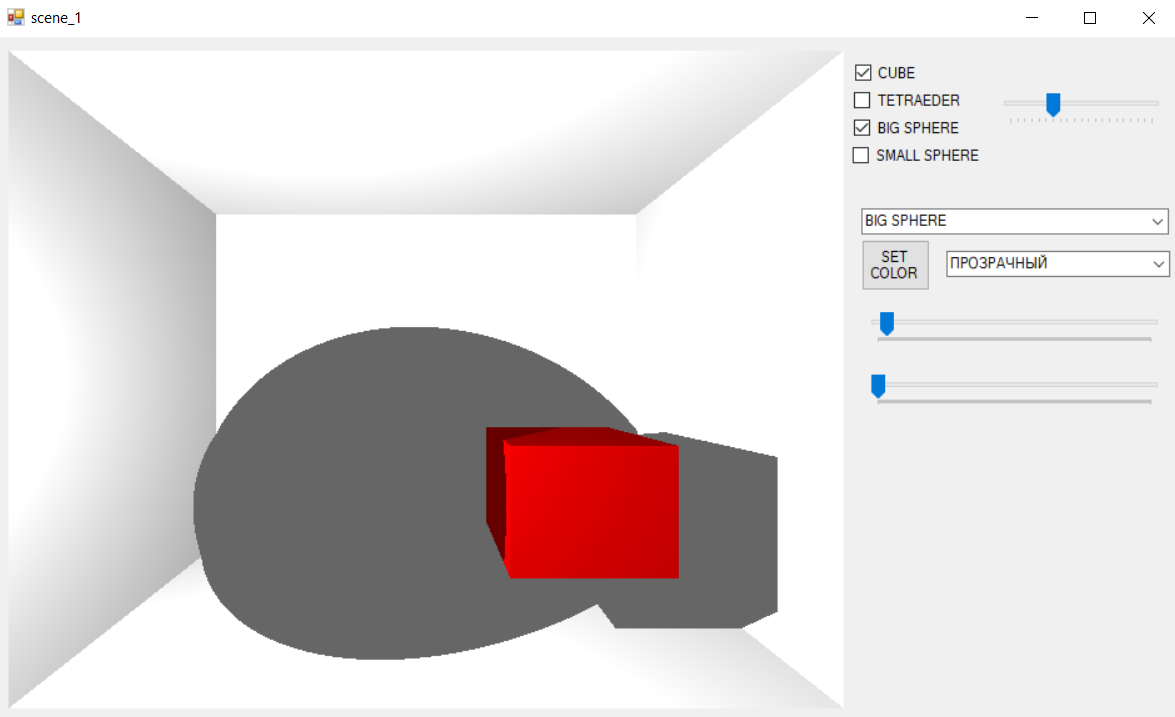 scene_1
CUBE
TETRAEDER
BIG SPHERE
SMALL SPHERE
BIG SPHERE
SET
COLOR
ПРОЗРАЧНЫЙ